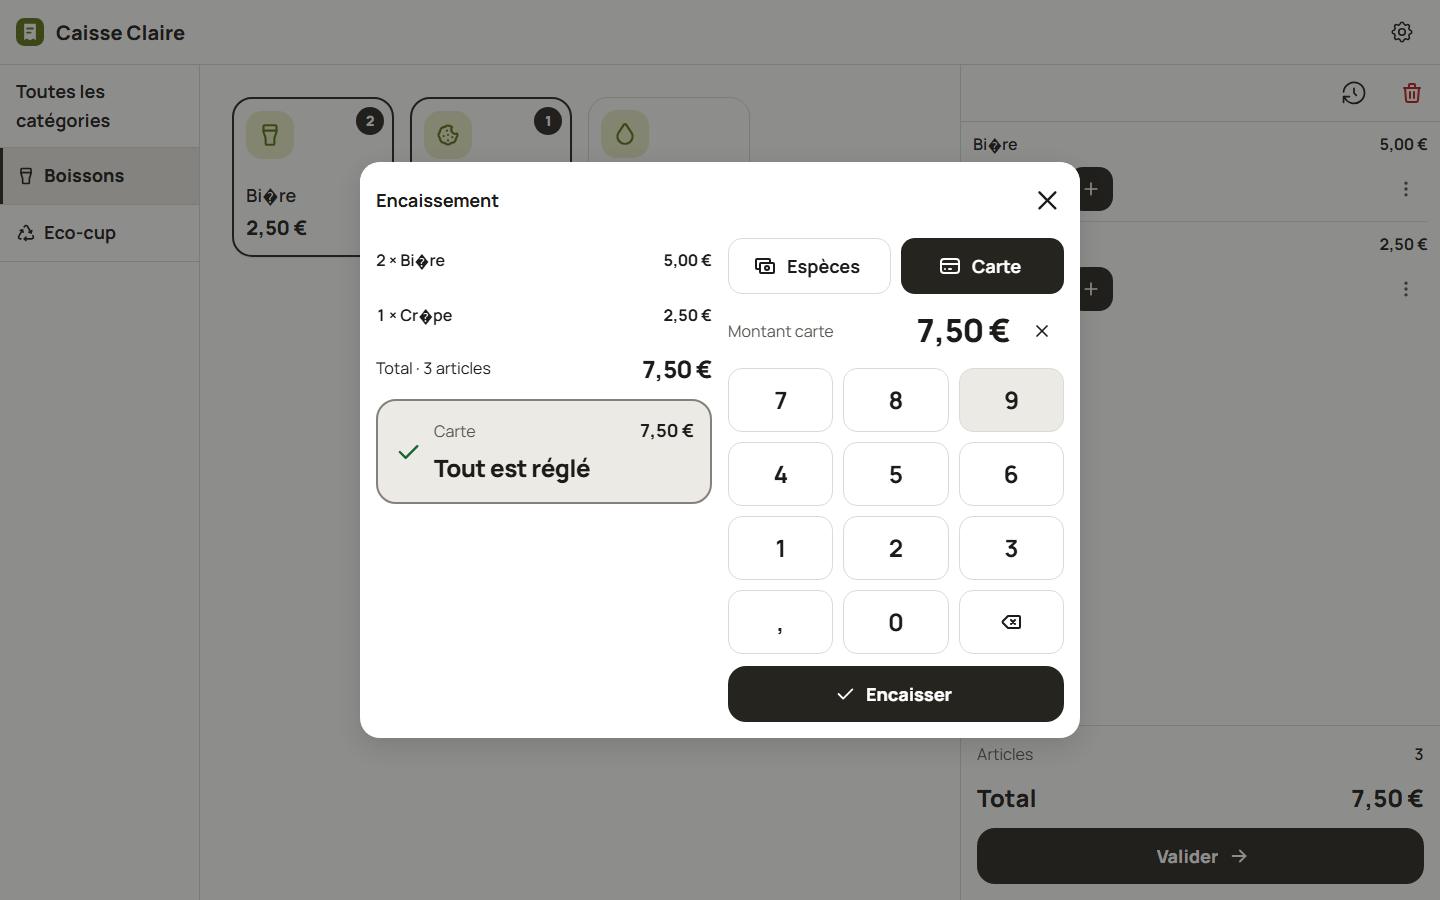 Caisse Claire
Toutes les
catégories
Boissons
Eco-cup
2
1
Bi�re
2,50 €
Bi�re
5,00 €
2,50 €
Encaissement
2 × Bi�re
5,00 €
1 × Cr�pe
2,50 €
Total · 3 articles
7,50 €
Carte
7,50 €
Tout est réglé
Espèces
Carte
Montant carte
7,50 €
7
8
9
4
5
6
1
2
3
,
0
Encaisser
Articles
3
Total
7,50 €
Valider